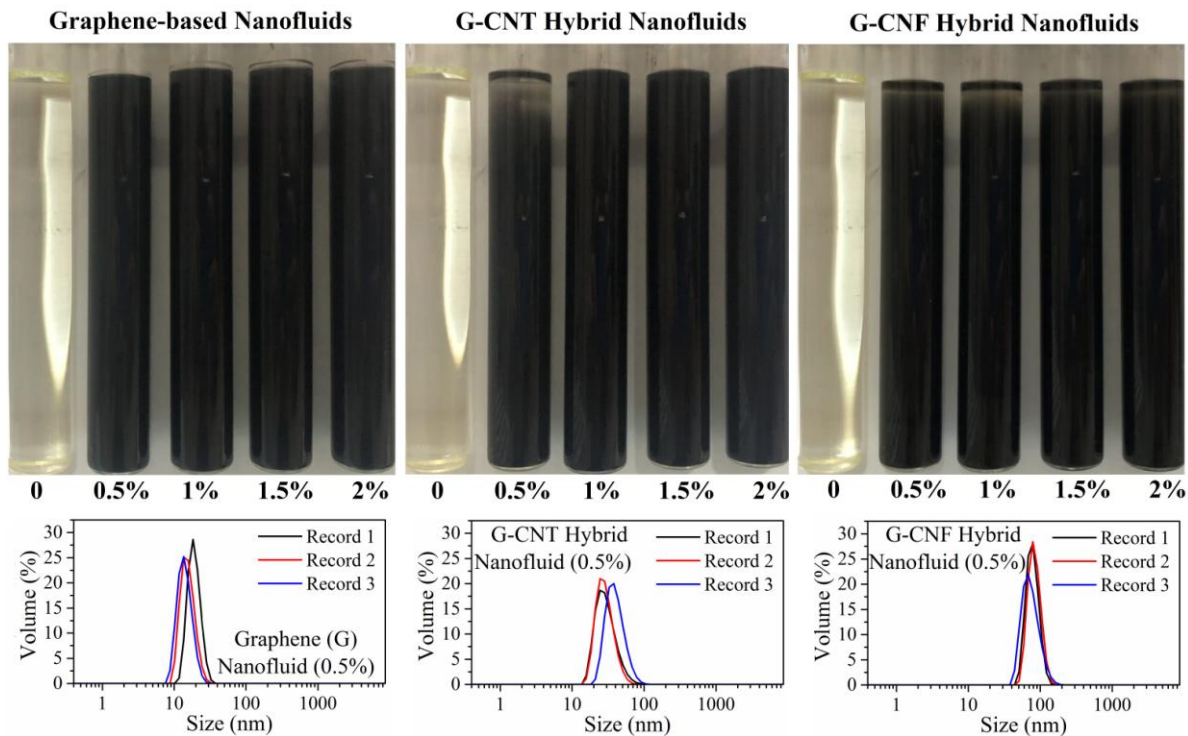 Graphene-based Nanofluids
G-CNT Hybrid Nanofluids
G-CNF Hybrid Nanofluids
0 0.5% 1% 1.5% 2%
0 0.5% 1% 1.5% 2%
0 0.5% 1% 1.5% 2%
30
25
20
15
10
5
0
Volume (%)
Record 1
Record 2
Record 3
Graphene (G)
Nanofluid (0.5%)
1 10 100 1000
Size (nm)
30
25
20
15
10
5
0
Volume (%)
G-CNT Hybrid
Nanofluid (0.5%)
Record 1
Record 2
Record 3
1 10 100 1000
Size (nm)
30
25
20
15
10
5
0
Volume (%)
G-CNF Hybrid
Nanofluid (0.5%)
Record 1
Record 2
Record 3
1 10 100 1000
Size (nm)